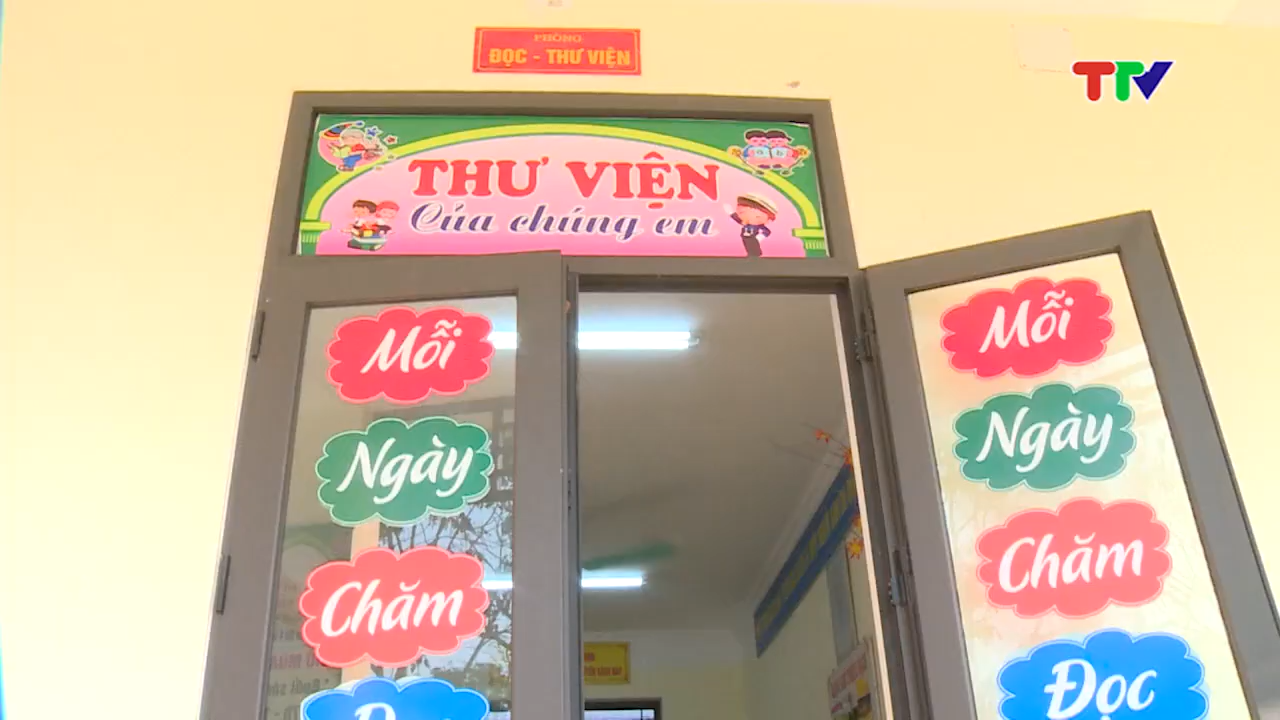 PHÒNG
ĐỌC - THƯ VIỆN
TTV
THƯ VIỆN
Của chúng em
Mỗi
Ngày
Chăm
Mỗi
Ngày
Chăm
Đọc